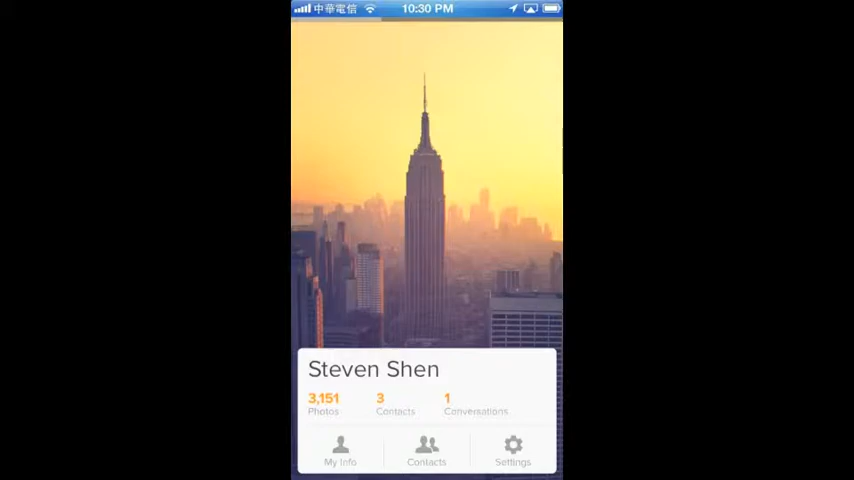 中華電信 10:30 PM
Steven Shen
3,151 3 1
Photos Contacts Conversations
My Info Contacts Settings